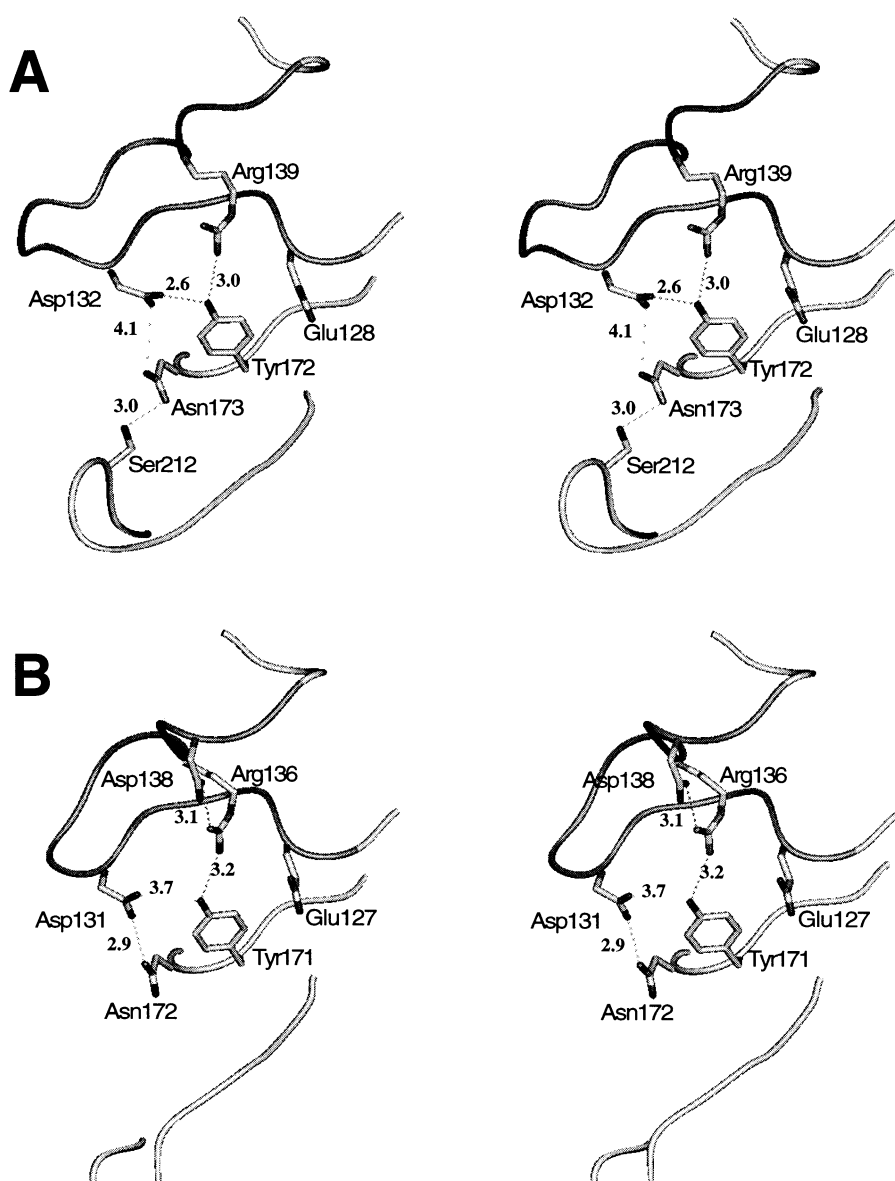 A
Arg139 Arg139
2.6 3.0 2.6 3.0
Asp132 Asp132
4.1 Glu128 4.1 Glu128
Tyr172 Tyr172
3.0 Asn173 3.0 Asn173
Ser212 Ser212
B
Asp138 Arg136 Asp138 Arg136
3.1 3.1
3.2 3.2
3.7 3.7
Asp131 Glu127 Asp131 Glu127
2.9 Tyr171 2.9 Tyr171
Asn172 Asn172